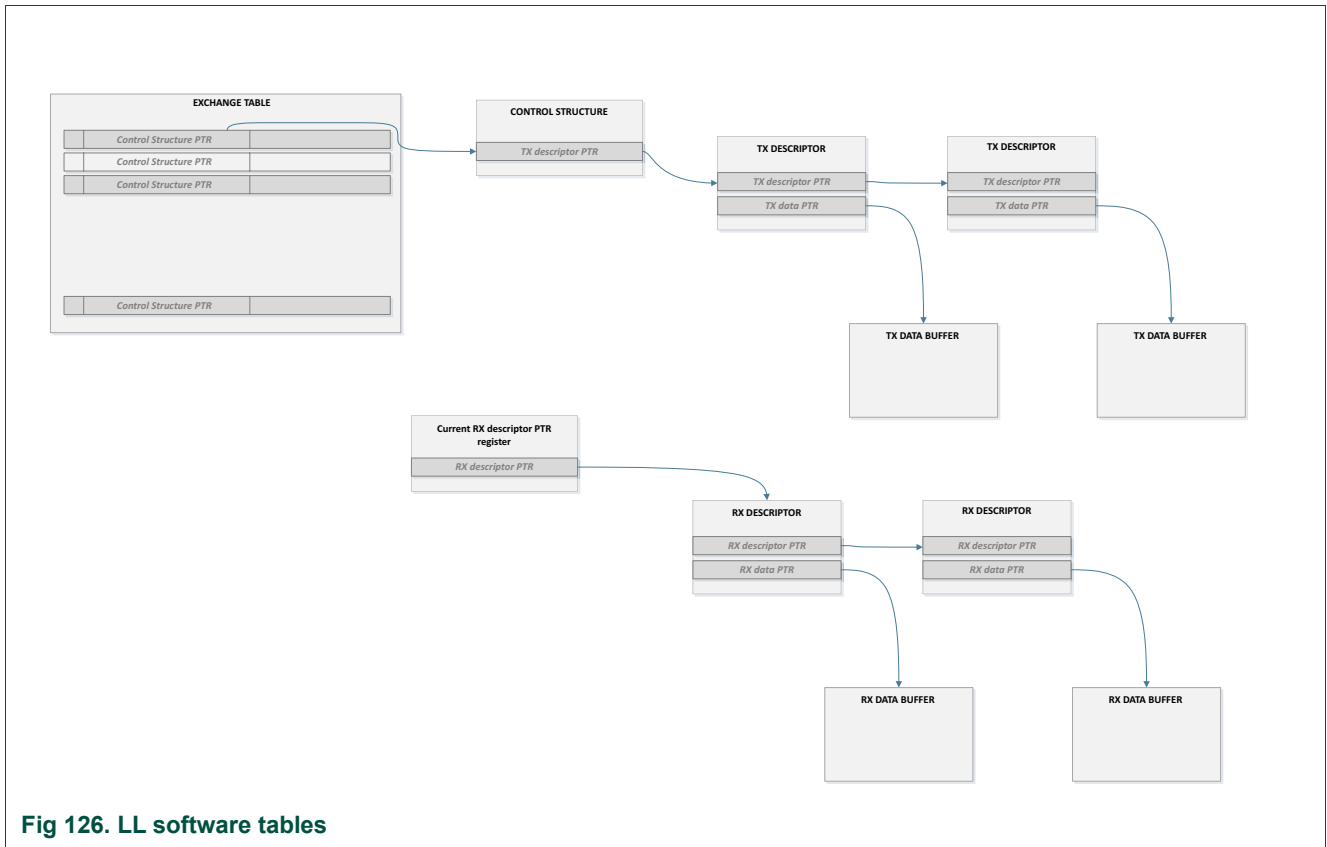 EXCHANGE TABLE
Control Structure PTR
Control Structure PTR
Control Structure PTR
Control Structure PTR
CONTROL STRUCTURE
TX descriptor PTR
TX DESCRIPTOR
TX descriptor PTR
TX data PTR
TX DESCRIPTOR
TX descriptor PTR
TX data PTR
TX DATA BUFFER
TX DATA BUFFER
Current RX descriptor PTR
register
RX descriptor PTR
RX DESCRIPTOR
RX descriptor PTR
RX data PTR
RX DESCRIPTOR
RX descriptor PTR
RX data PTR
RX DATA BUFFER
RX DATA BUFFER
Fig 126. LL software tables